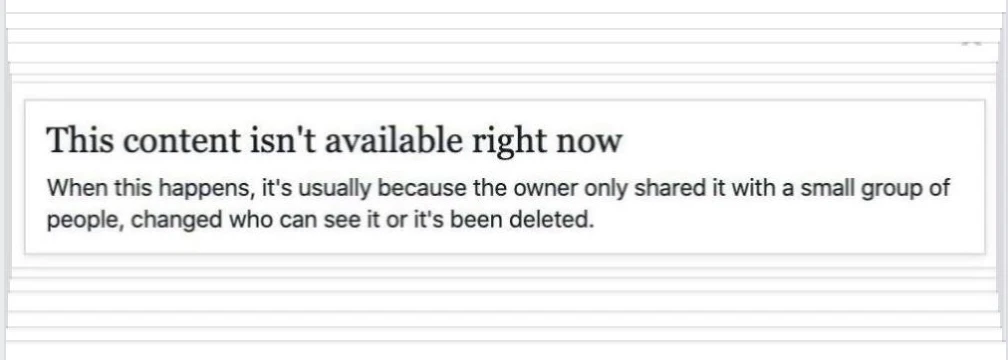 This content isn't available right now
When this happens, it's usually because the owner only shared it with a small group of
people, changed who can see it or it's been deleted.